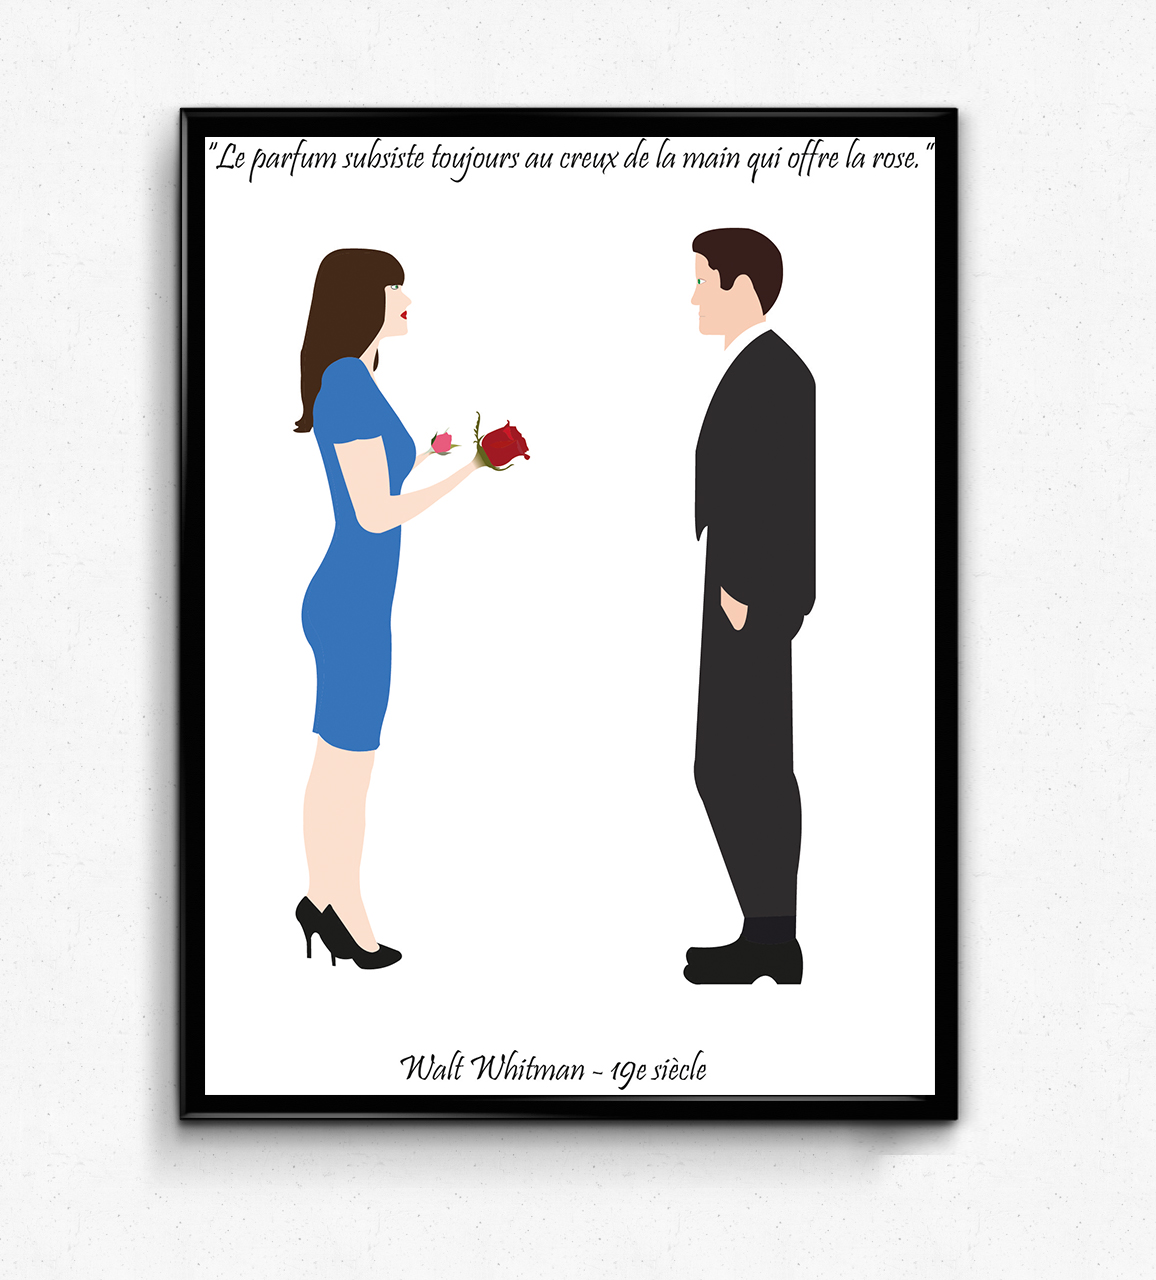 "Le parfum subsiste toujours au creux de la main qui offre la rose."
Walt Whitman - 19e siècle